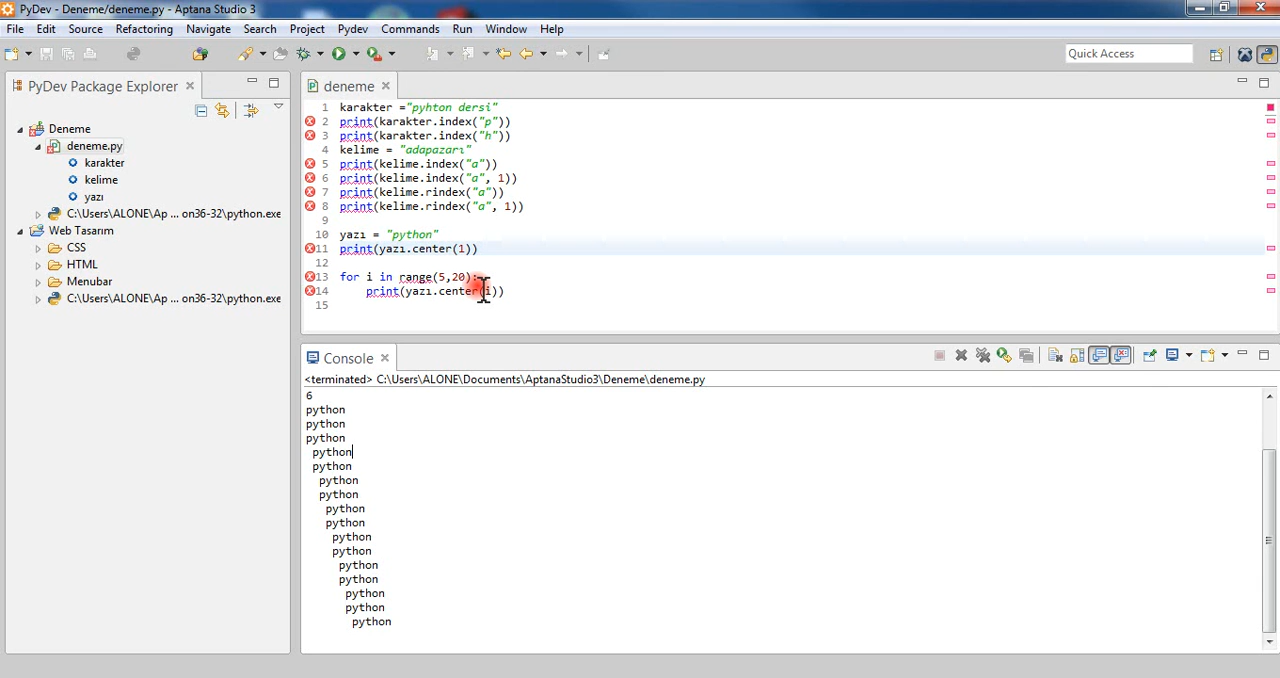 PyDev - Deneme/deneme.py - Aptana Studio 3
File Edit Source Refactoring Navigate Search Project Pydev Commands Run Window Help
Quick Access
PyDev Package Explorer
Deneme
deneme.py
karakter
kelime
yazı
C:\Users\ALONE\Ap ... on36-32\python.exe
Web Tasarım
CSS
HTML
Menubar
C:\Users\ALONE\Ap ... on36-32\python.exe
deneme
1 karakter ="pyhton dersi"
2 print(karakter.index("p"))
3 print(karakter.index("h"))
4 kelime = "adapazarı"
5 print(kelime.index("a"))
6 print(kelime.index("a", 1))
7 print(kelime.rindex("a"))
8 print(kelime.rindex("a", 1))
9
10 yazı = "python"
11 print(yazı.center(1))
12
13 for i in range(5,20):
14     print(yazı.center(i))
15
Console
<terminated> C:\Users\ALONE\Documents\AptanaStudio3\Deneme\deneme.py
6
python
python
python
 python
 python
  python
  python
   python
   python
    python
    python
     python
     python
      python
      python
       python